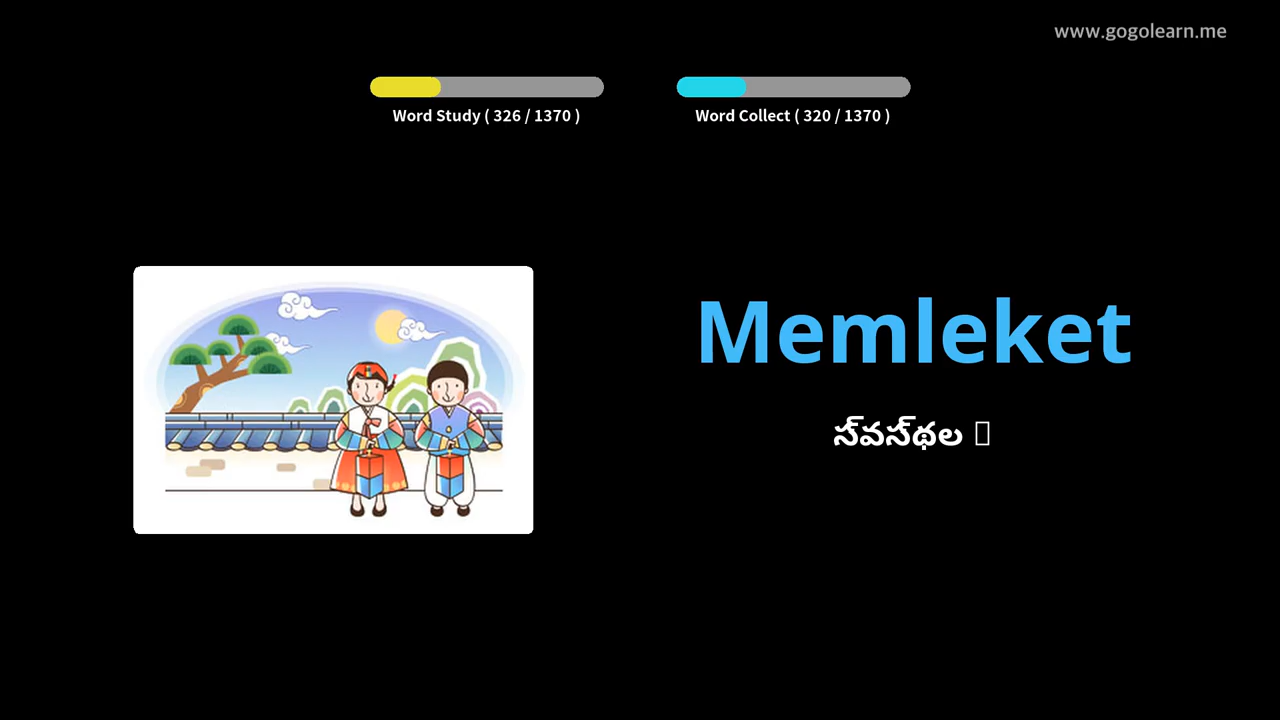 www.gogolearn.me
Word Study ( 326 / 1370 )
Word Collect ( 320 / 1370 )
Memleket
స్‌వస్‌థల